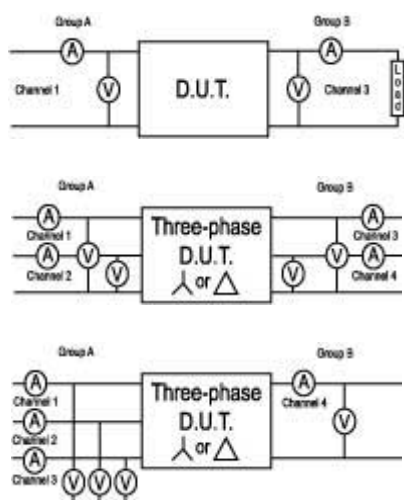 Group A
Group B
A
A
Channel 1
V
D.U.T.
V
Channel 3
Load
Group A
Group B
A
Channel 1
A
Channel 2
V
V
Three-phase
D.U.T.
or
V
V
A
Channel 3
A
Channel 4
Group A
Group B
A
Channel 1
A
Channel 2
A
Channel 3
V V V
Three-phase
D.U.T.
or
A
Channel 4
V